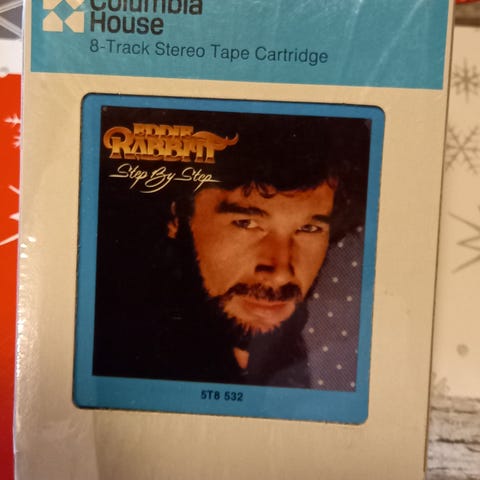 Columbia
House
8-Track Stereo Tape Cartridge
EDDIE
RABBITT
Step By Step
5T8 532